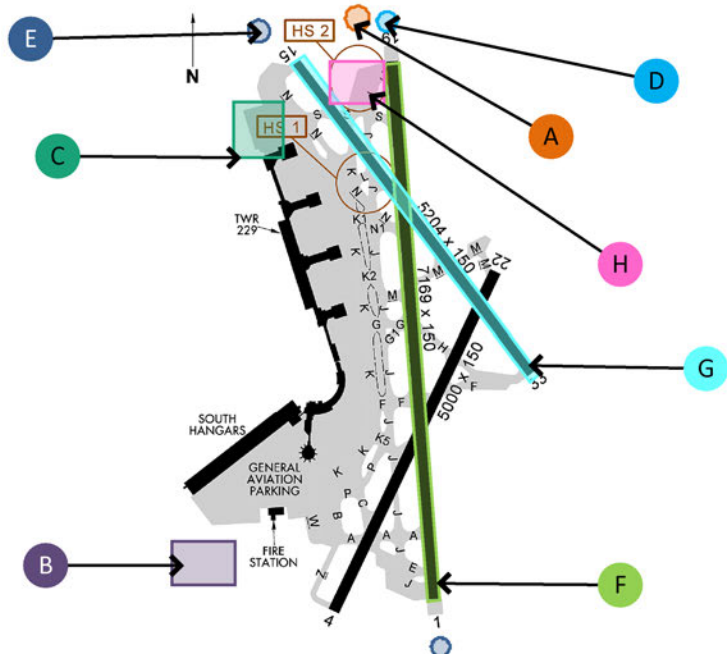 E
HS 2
19
D
N
15
A
H
N
S
S
N
J
HS 1
C
K
L
J
N
TWR
229
K1
N
N1
5204 x 150
K
J
M
M
22
K2
M
7169 x 150
M
K
J
G
G
G1
H
G
33
K
J
F
5000 x 150
F
F
J
SOUTH
HANGARS
K5
K
J
P
GENERAL
AVIATION
PARKING
K
P
C
W
B
J
A
A
A
J
FIRE
STATION
B
N
E
J
F
4
1